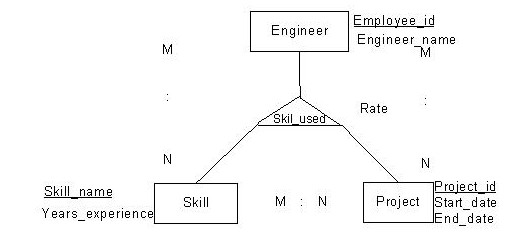 Employee_id
Engineer
Engineer_name
M
M
:
:
Rate
Skil_used
N
N
Skill_name
Project_id
Skill
M : N
Project
Start_date
Years_experience
End_date